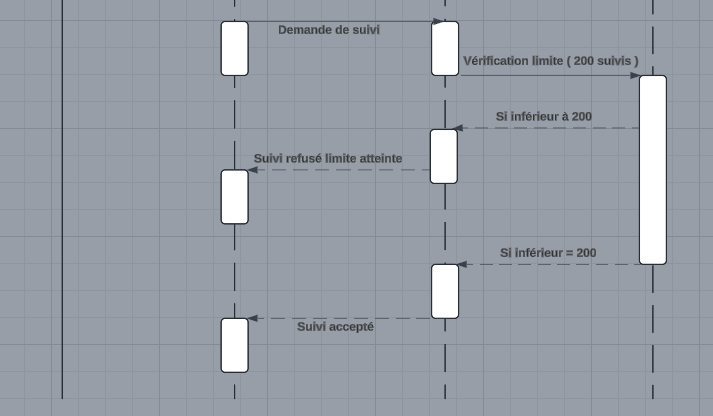 Demande de suivi
Vérification limite ( 200 suivis )
Si inférieur à 200
Suivi refusé limite atteinte
Si inférieur = 200
Suivi accepté